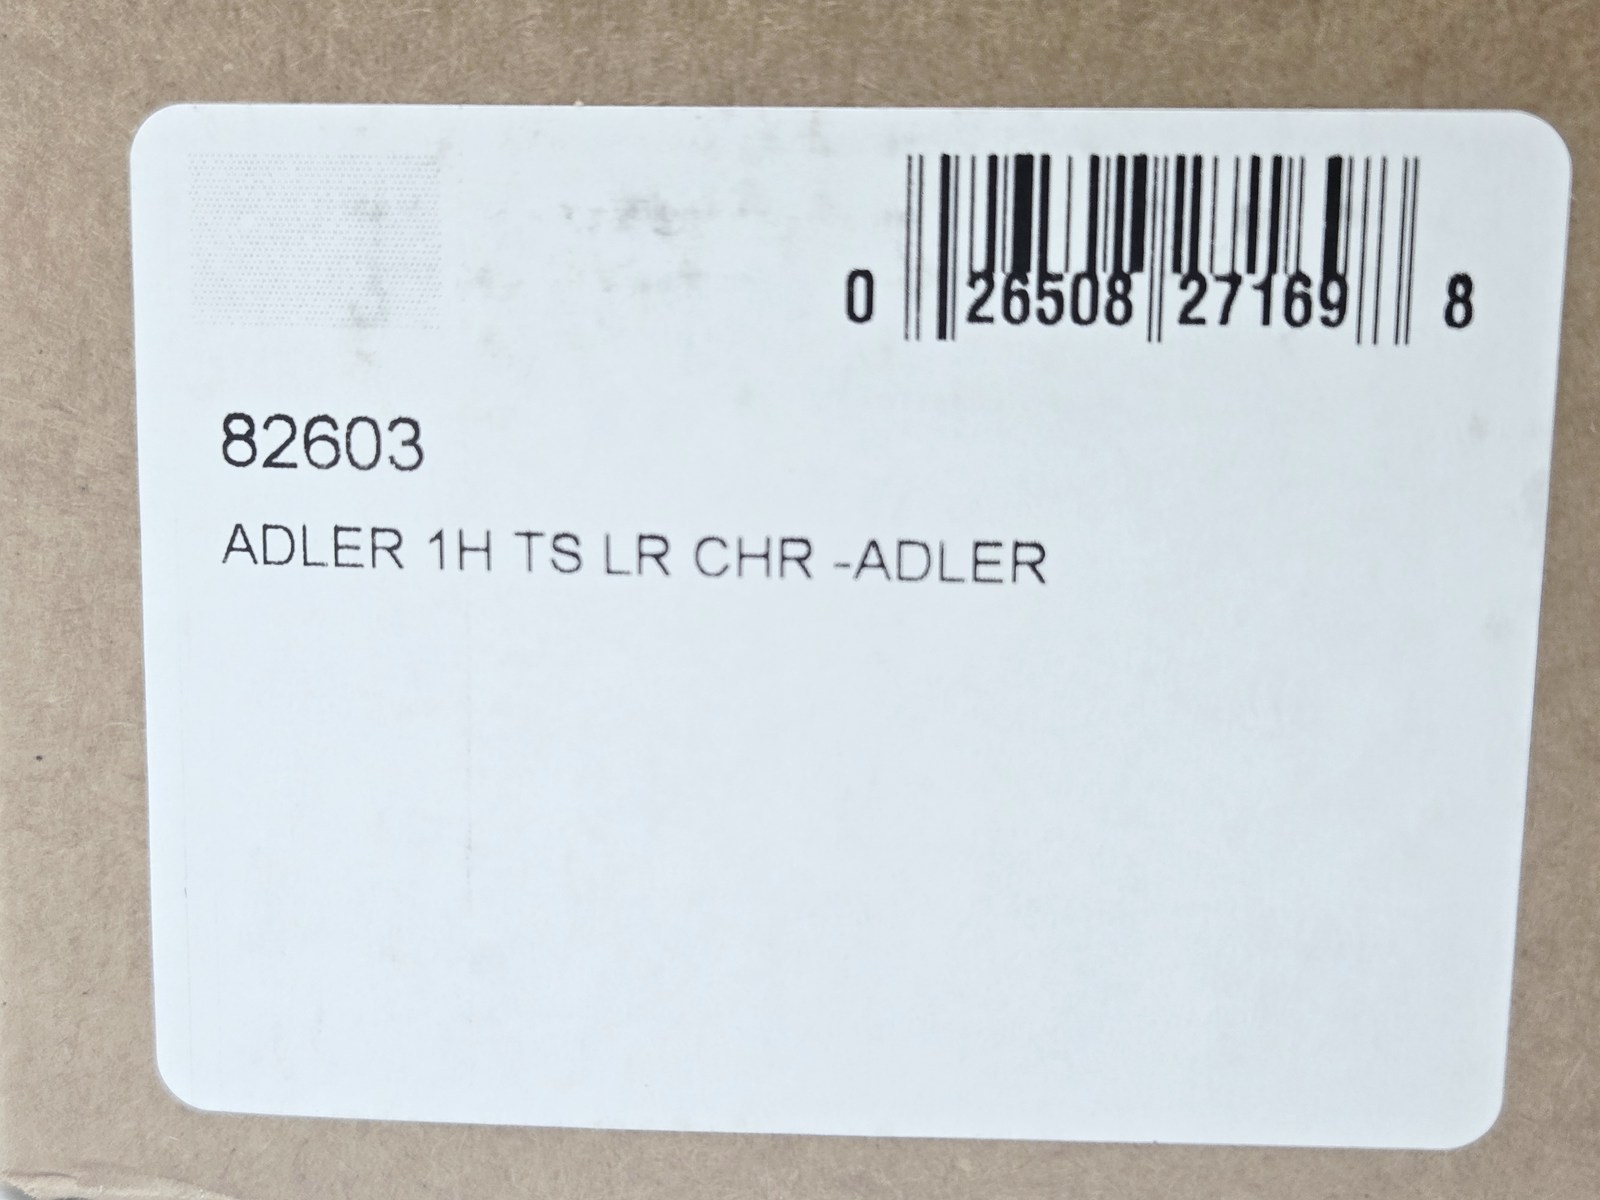 0 26508 27169 8
82603
ADLER 1H TS LR CHR -ADLER